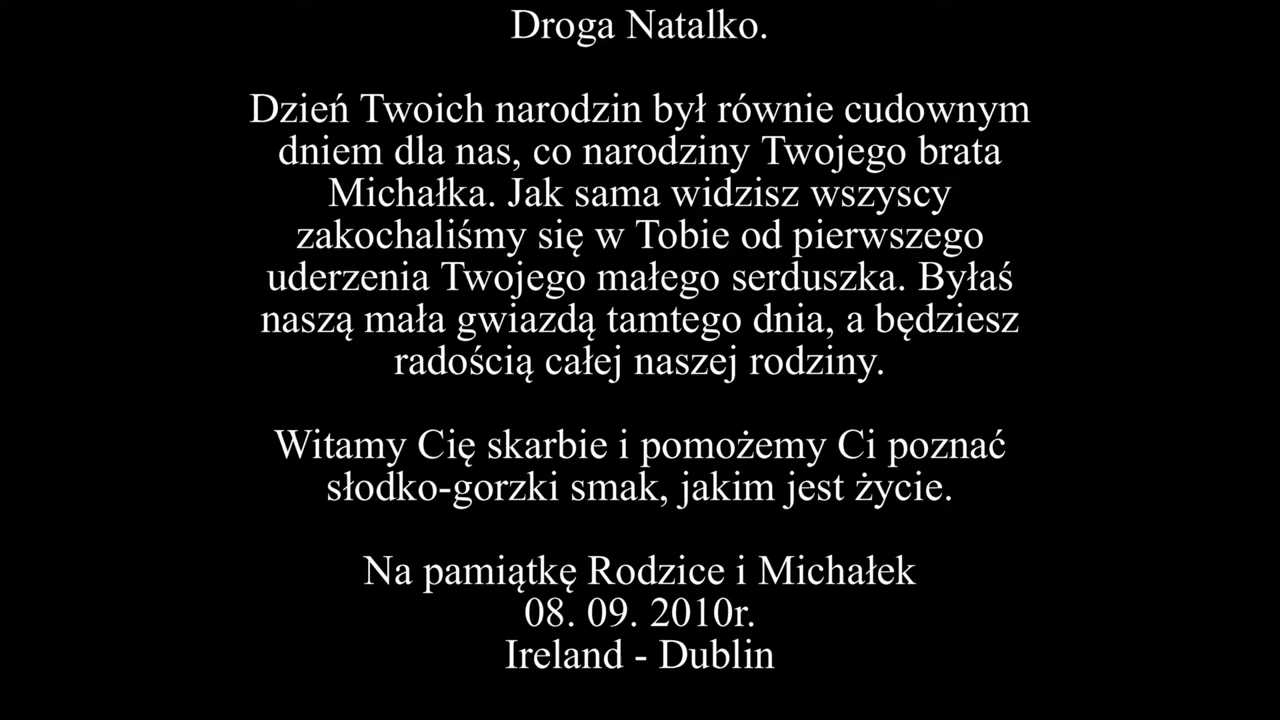 Droga Natalko.
Dzień Twoich narodzin był równie cudownym
dniem dla nas, co narodziny Twojego brata
Michałka. Jak sama widzisz wszyscy
zakochaliśmy się w Tobie od pierwszego
uderzenia Twojego małego serduszka. Byłaś
naszą mała gwiazdą tamtego dnia, a będziesz
radością całej naszej rodziny.
Witamy Cię skarbie i pomożemy Ci poznać
słodko-gorzki smak, jakim jest życie.
Na pamiątkę Rodzice i Michałek
08. 09. 2010r.
Ireland - Dublin